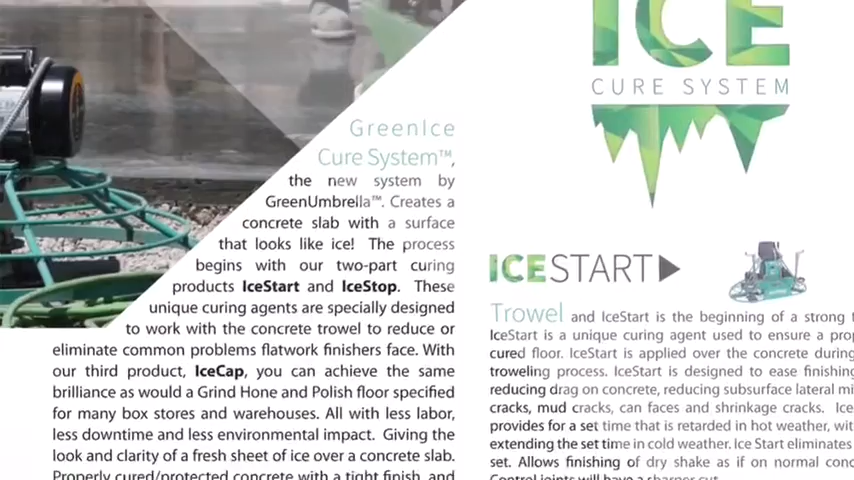 GreenIce
Cure System™,
the new system by
GreenUmbrella™. Creates a
concrete slab with a surface
that looks like ice! The process
begins with our two-part curing
products IceStart and IceStop. These
unique curing agents are specially designed
to work with the concrete trowel to reduce or
eliminate common problems flatwork finishers face. With
our third product, IceCap, you can achieve the same
brilliance as would a Grind Hone and Polish floor specified
for many box stores and warehouses. All with less labor,
less downtime and less environmental impact. Giving the
look and clarity of a fresh sheet of ice over a concrete slab.
Properly cured/protected concrete with a tight finish, and
ICE
CURE SYSTEM
ICESTART
Trowel and IceStart is the beginning of a strong
IceStart is a unique curing agent used to ensure a
cured floor. IceStart is applied over the concrete during
troweling process. IceStart is designed to ease finishing
reducing drag on concrete, reducing subsurface lateral
cracks, mud cracks, can faces and shrinkage cracks.
provides for a set time that is retarded in hot weather,
extending the set time in cold weather. Ice Start eliminates
set. Allows finishing of dry shake as if on normal
Control joints will have a sharper cut